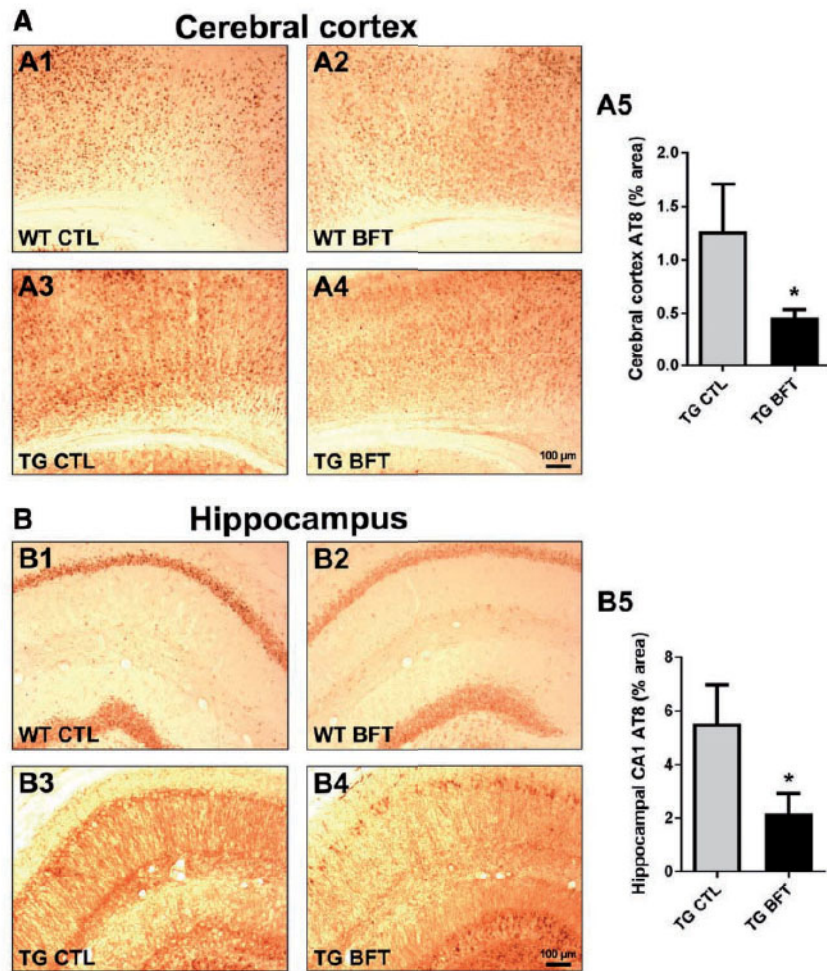 A
Cerebral cortex
A1
WT CTL
A2
WT BFT
A3
TG CTL
A4
TG BFT
100 µm
A5
Cerebral cortex AT8 (% area)
2.0
1.5
1.0
0.5
0.0
*
TG CTL
TG BFT
B
Hippocampus
B1
WT CTL
B2
WT BFT
B3
TG CTL
B4
TG BFT
100 µm
B5
Hippocampal CA1 AT8 (% area)
8
6
4
2
0
*
TG CTL
TG BFT